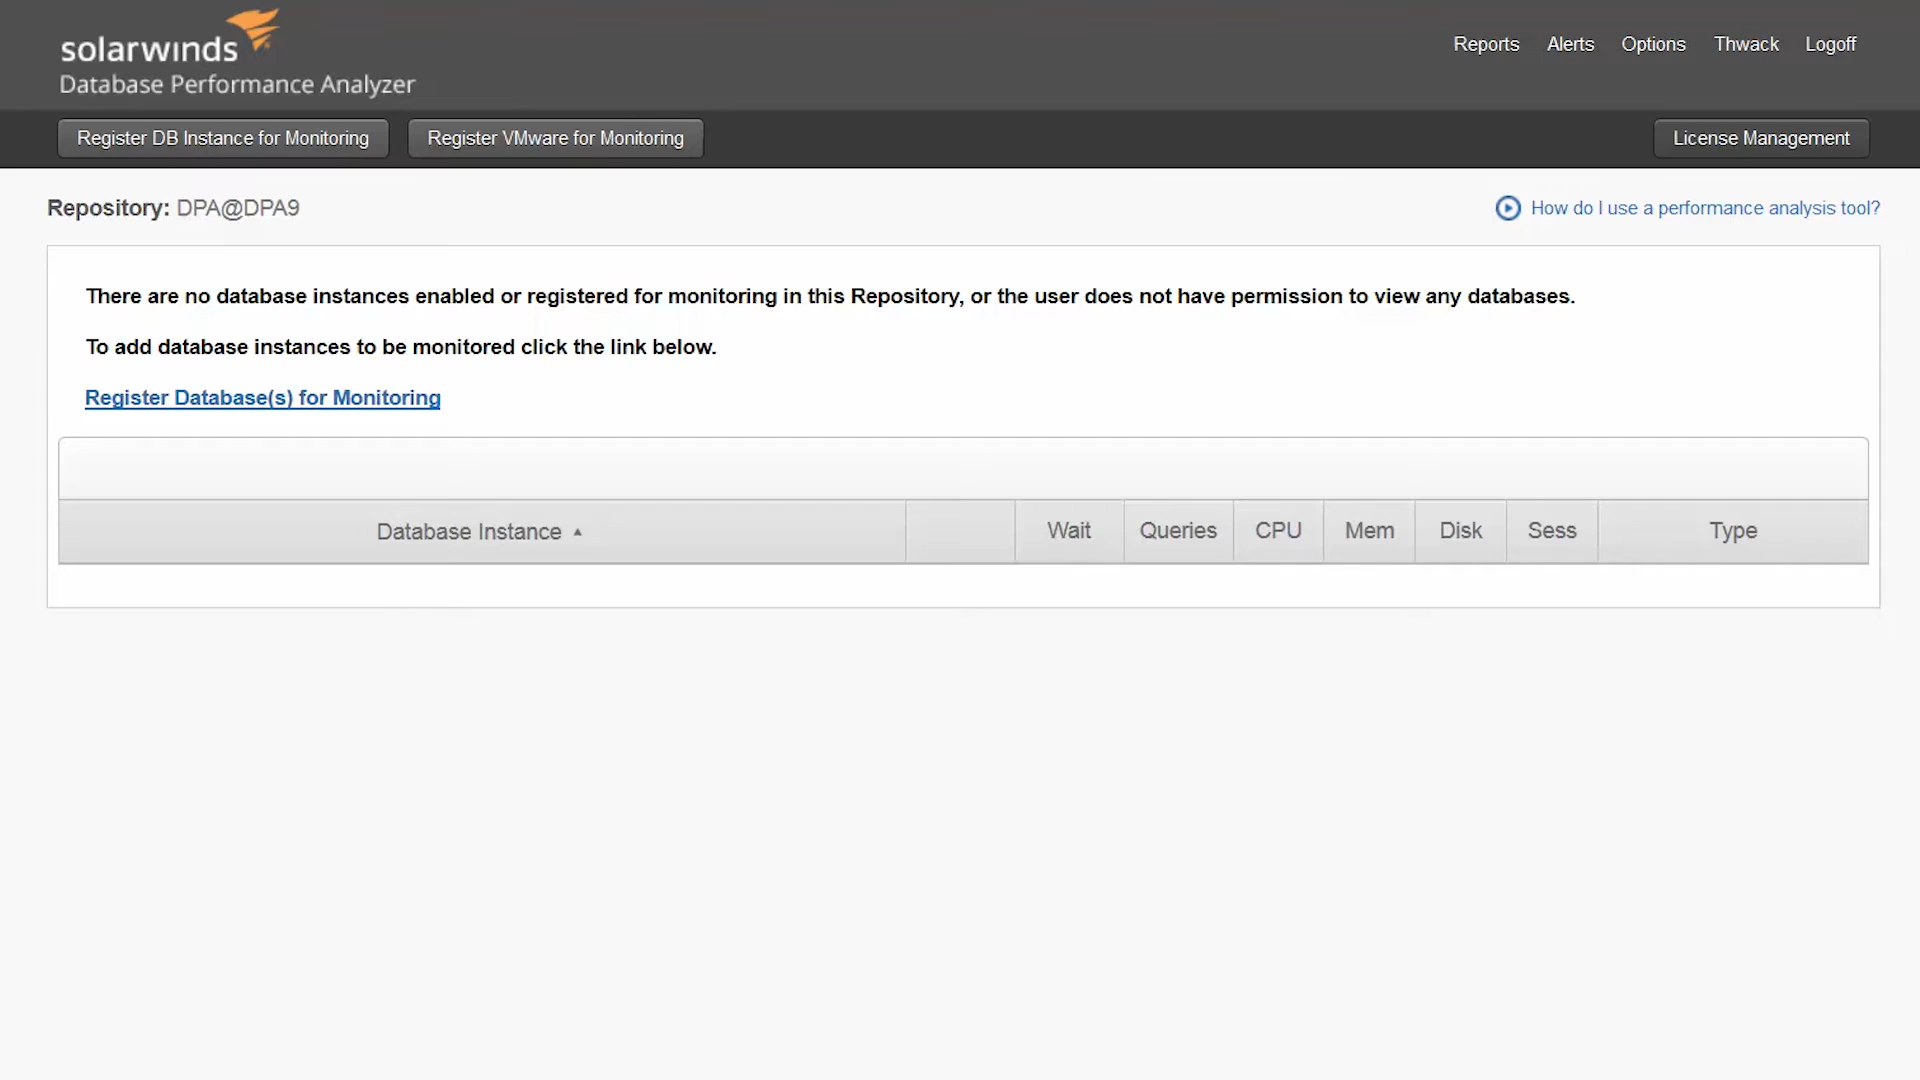 solarwinds
Database Performance Analyzer
Reports Alerts Options Thwack Logoff
Register DB Instance for Monitoring Register VMware for Monitoring License Management
Repository: DPA@DPA9 How do I use a performance analysis tool?
There are no database instances enabled or registered for monitoring in this Repository, or the user does not have permission to view any databases.
To add database instances to be monitored click the link below.
Register Database(s) for Monitoring
Database Instance ▲ Wait Queries CPU Mem Disk Sess Type